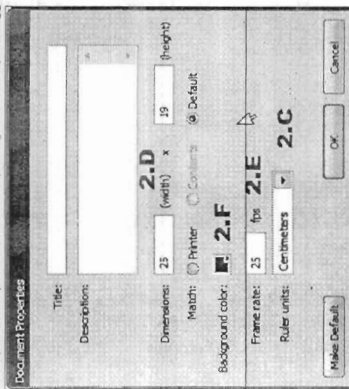 Document Properties
Title:
Description:
2.D
Dimensions: 25 (width) x 19 (height)
Match: Printer Contents Default
Background color: 2.F
Frame rate: 25 fps 2.E
Ruler units: Centimeters 2.C
Make Default OK Cancel